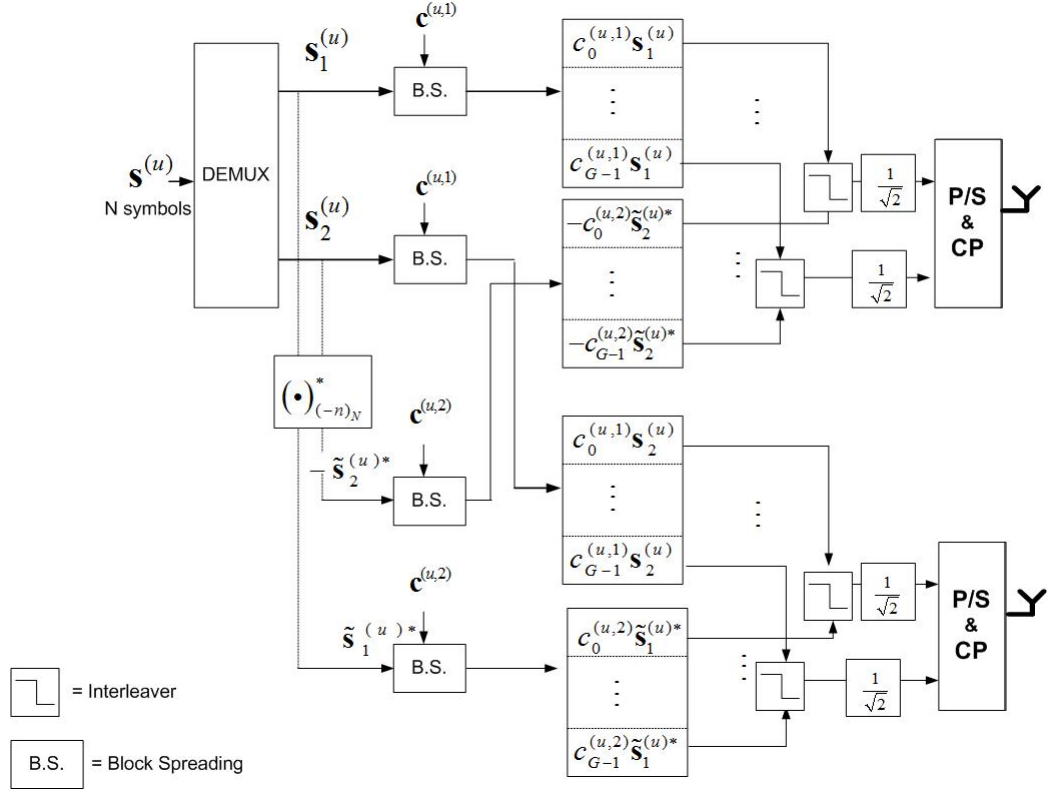 𝐬^{(u)}
N symbols
DEMUX
𝐬_1^{(u)}
𝐜^{(u,1)}
B.S.
c_0^{(u,1)} 𝐬_1^{(u)}
⋮
c_{G-1}^{(u,1)} 𝐬_1^{(u)}
𝐬_2^{(u)}
𝐜^{(u,1)}
B.S.
-c_0^{(u,2)} 𝐬̃_2^{(u)*}
⋮
-c_{G-1}^{(u,2)} 𝐬̃_2^{(u)*}
⋮
⋮
1/√2
1/√2
P/S
&
CP
(•)^*_{(-n)_N}
- 𝐬̃_2^{(u)*}
𝐜^{(u,2)}
B.S.
c_0^{(u,1)} 𝐬_2^{(u)}
⋮
c_{G-1}^{(u,1)} 𝐬_2^{(u)}
𝐬̃_1^{(u)*}
𝐜^{(u,2)}
B.S.
c_0^{(u,2)} 𝐬̃_1^{(u)*}
⋮
c_{G-1}^{(u,2)} 𝐬̃_1^{(u)*}
⋮
⋮
1/√2
1/√2
P/S
&
CP
= Interleaver
B.S. = Block Spreading